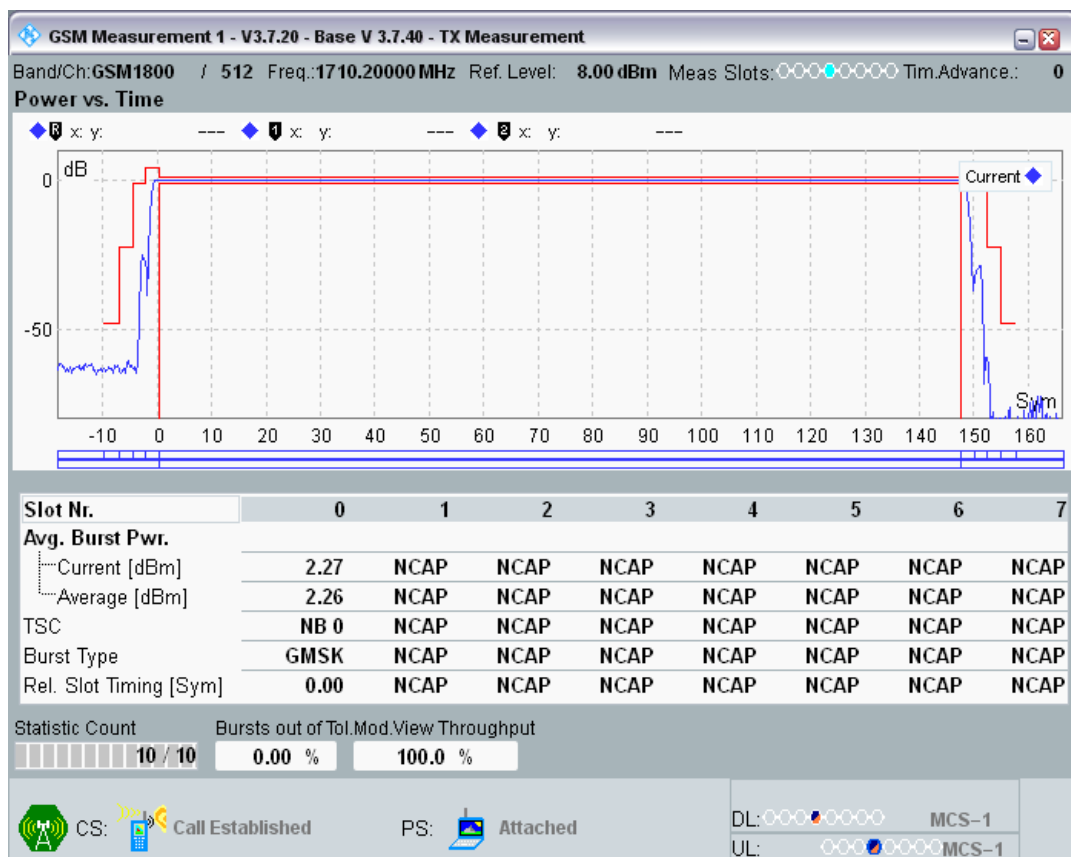 GSM Measurement 1 - V3.7.20 - Base V 3.7.40 - TX Measurement
Band/Ch:GSM1800 / 512 Freq.:1710.20000 MHz Ref. Level: 8.00 dBm Meas Slots: Tim.Advance.: 0
Power vs. Time
R x: y: --- 1 x: y: --- 2 x: y: ---
dB
Current
0
-50
Sym
-10 0 10 20 30 40 50 60 70 80 90 100 110 120 130 140 150 160
Slot Nr. 0 1 2 3 4 5 6 7
Avg. Burst Pwr.
Current [dBm] 2.27 NCAP NCAP NCAP NCAP NCAP NCAP NCAP
Average [dBm] 2.26 NCAP NCAP NCAP NCAP NCAP NCAP NCAP
TSC NB 0 NCAP NCAP NCAP NCAP NCAP NCAP NCAP
Burst Type GMSK NCAP NCAP NCAP NCAP NCAP NCAP NCAP
Rel. Slot Timing [Sym] 0.00 NCAP NCAP NCAP NCAP NCAP NCAP NCAP
Statistic Count Bursts out of Tol.Mod.View Throughput
10 / 10 0.00 % 100.0 %
CS: Call Established PS: Attached DL: MCS-1
UL: MCS-1